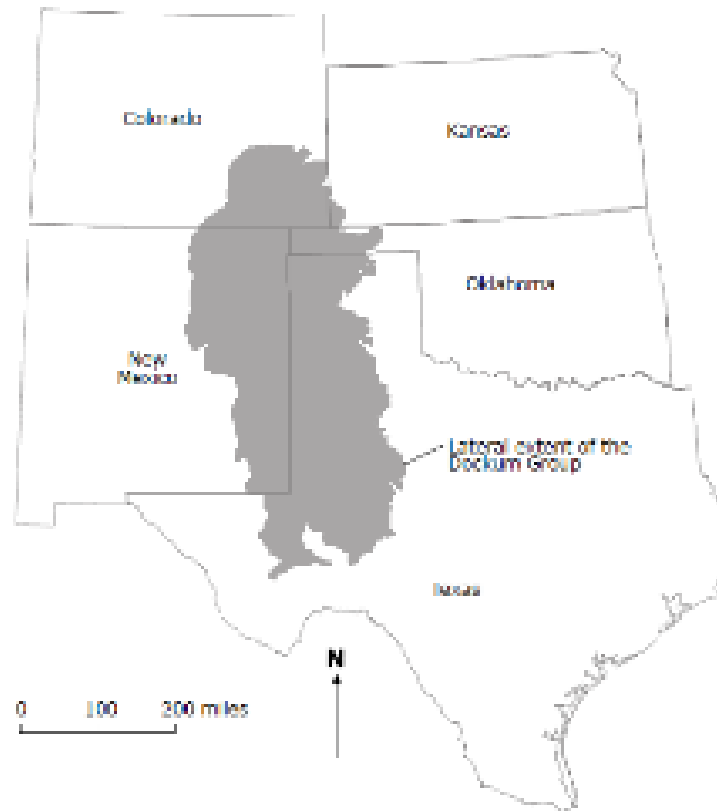 Colorado
Kansas
Oklahoma
New
Mexico
Lateral extent of the
Dockum Group
Texas
N
0 100 200 miles